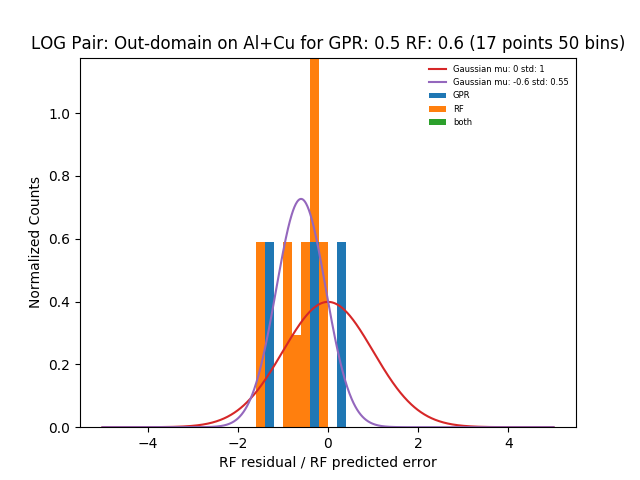 LOG Pair: Out-domain on Al+Cu for GPR: 0.5 RF: 0.6 (17 points 50 bins)
Gaussian mu: 0 std: 1
Gaussian mu: -0.6 std: 0.55
GPR
RF
both
Normalized Counts
1.0
0.8
0.6
0.4
0.2
0.0
−4 −2 0 2 4
RF residual / RF predicted error